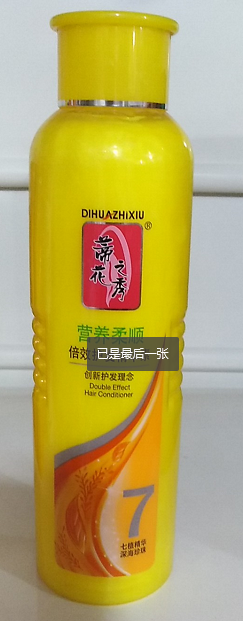 DIHUAZHIXIU
®
蒂花
之秀
营养柔顺
倍效
已是最后一张
创新护发理念
Double Effect
Hair Conditioner
7
七植精华
深海珍珠